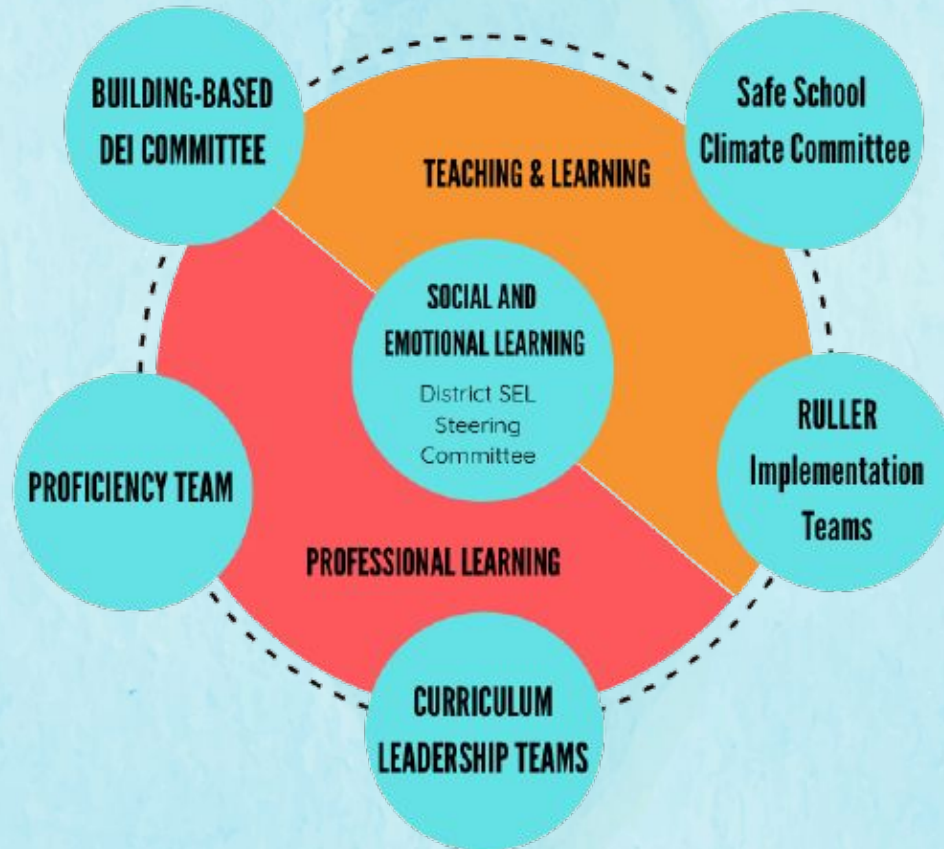 BUILDING-BASED
DEI COMMITTEE
Safe School
Climate Committee
TEACHING & LEARNING
SOCIAL AND
EMOTIONAL LEARNING
District SEL
Steering
Committee
RULLER
Implementation
Teams
PROFICIENCY TEAM
PROFESSIONAL LEARNING
CURRICULUM
LEADERSHIP TEAMS